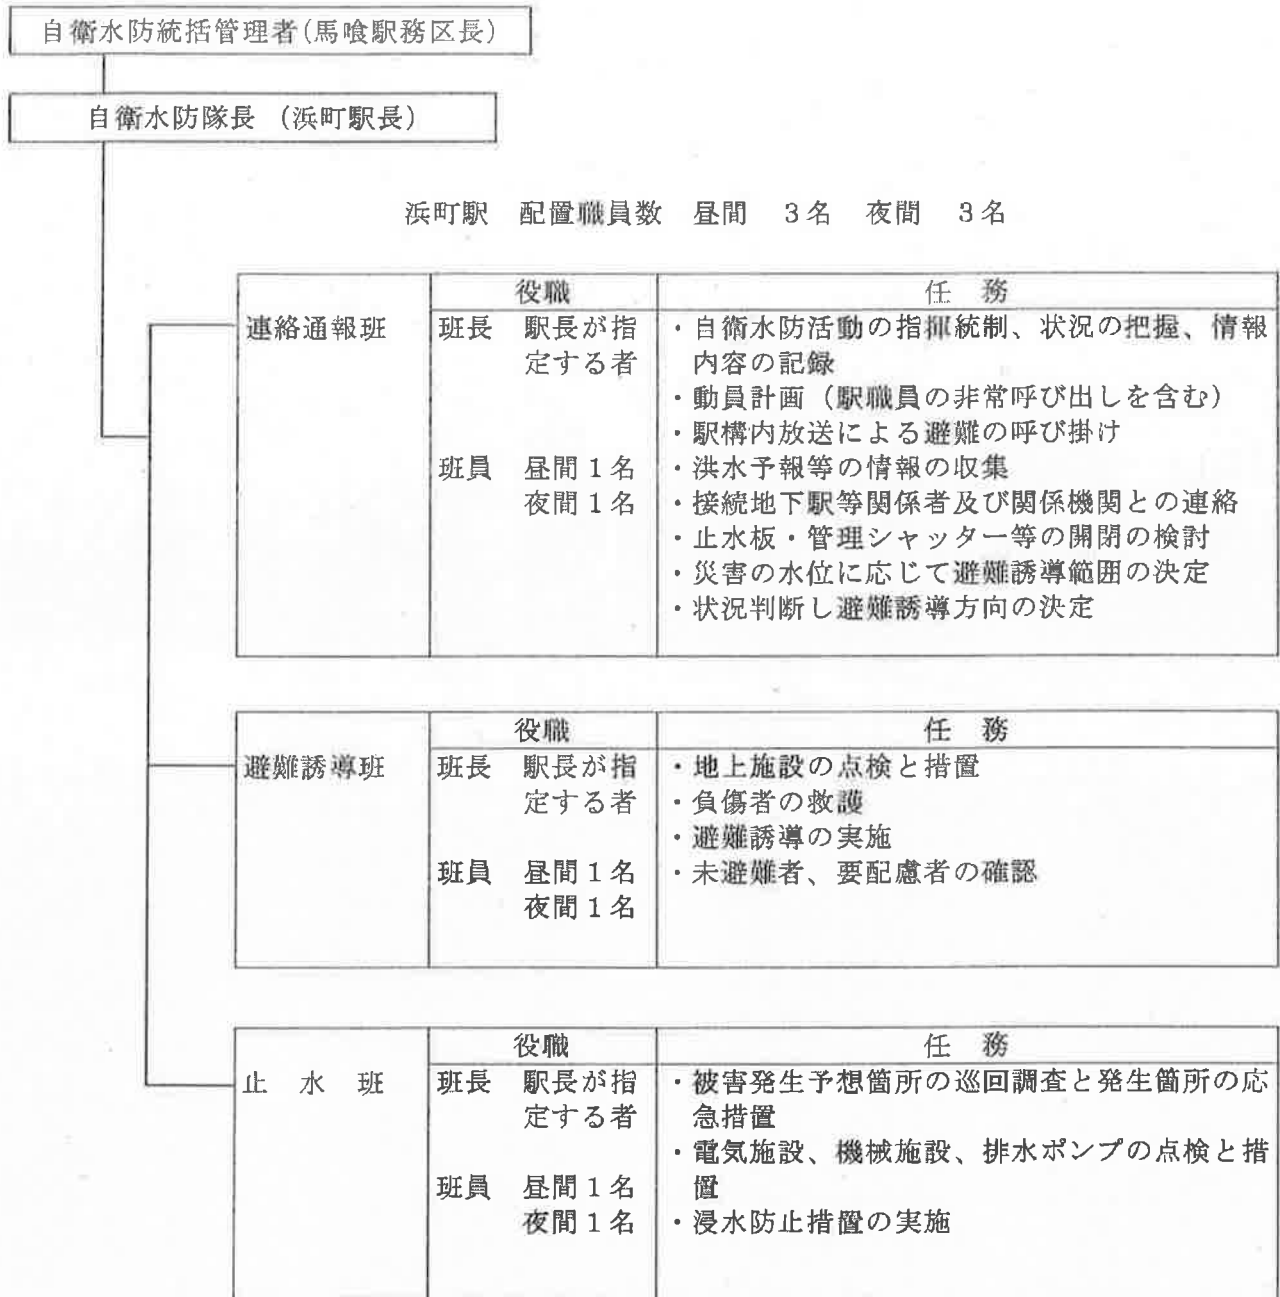 自衛水防統括管理者(馬喰駅務区長)
自衛水防隊長 (浜町駅長)
浜町駅 配置職員数 昼間 3名 夜間 3名
役職 任 務
連絡通報班 班長 駅長が指 ・自衛水防活動の指揮統制、状況の把握、情報
定する者 内容の記録
・動員計画(駅職員の非常呼び出しを含む)
・駅構内放送による避難の呼び掛け
班員 昼間1名 ・洪水予報等の情報の収集
夜間1名 ・接続地下駅等関係者及び関係機関との連絡
・止水板・管理シャッター等の開閉の検討
・災害の水位に応じて避難誘導範囲の決定
・状況判断し避難誘導方向の決定
役職 任 務
避難誘導班 班長 駅長が指 ・地上施設の点検と措置
定する者 ・負傷者の救護
・避難誘導の実施
班員 昼間1名 ・未避難者、要配慮者の確認
夜間1名
役職 任 務
止 水 班 班長 駅長が指 ・被害発生予想箇所の巡回調査と発生箇所の応
定する者 急措置
・電気施設、機械施設、排水ポンプの点検と措
班員 昼間1名 置
夜間1名 ・浸水防止措置の実施